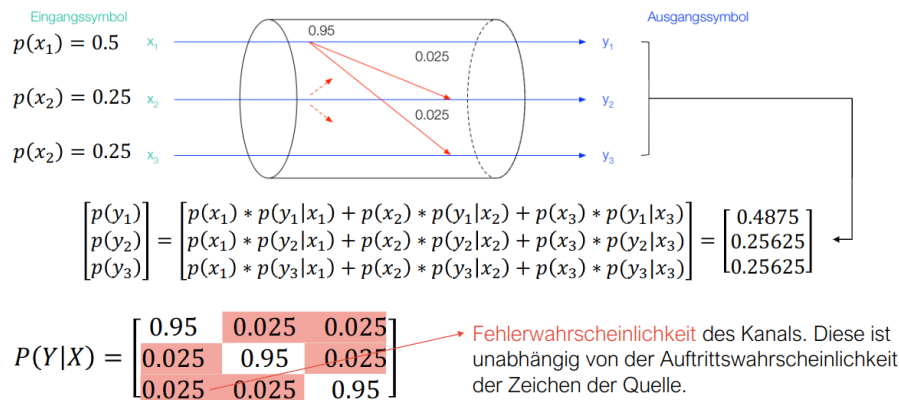 Eingangssymbol
Ausgangssymbol
p(x₁) = 0.5 x₁ 0.95 y₁
0.025
p(x₂) = 0.25 x₂ y₂
0.025
p(x₂) = 0.25 x₃ y₃
[p(y₁)] = [p(x₁) * p(y₁|x₁) + p(x₂) * p(y₁|x₂) + p(x₃) * p(y₁|x₃)] = [0.4875]
[p(y₂)] = [p(x₁) * p(y₂|x₁) + p(x₂) * p(y₂|x₂) + p(x₃) * p(y₂|x₃)] = [0.25625]
[p(y₃)] = [p(x₁) * p(y₃|x₁) + p(x₂) * p(y₃|x₂) + p(x₃) * p(y₃|x₃)] = [0.25625]
0.95 0.025 0.025
P(Y|X) = [0.025 0.95 0.025]
0.025 0.025 0.95
Fehlerwahrscheinlichkeit des Kanals. Diese ist
unabhängig von der Auftrittswahrscheinlichkeit
der Zeichen der Quelle.